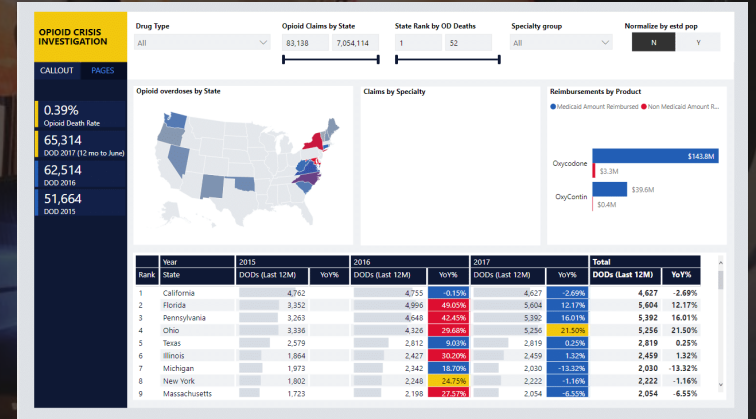 OPIOID CRISIS
INVESTIGATION
CALLOUT PAGES
0.39%
Opioid Death Rate
65,314
DOD 2017 (12 mo to June)
62,514
DOD 2016
51,664
DOD 2015
Drug Type
All
Opioid Claims by State
83,138 7,054,114
State Rank by OD Deaths
1 52
Specialty group
All
Normalize by estd pop
N Y
Opioid overdoses by State
Claims by Specialty
Reimbursements by Product
Medicaid Amount Reimbursed Non Medicaid Amount R...
Oxycodone $143.8M
$3.3M
OxyContin $39.6M
$0.4M
Year 2015 2016 2017 Total
Rank State DODs (Last 12M) YoY% DODs (Last 12M) YoY% DODs (Last 12M) YoY% DODs (Last 12M) YoY%
1 California 4,762 4,755 -0.15% 4,627 -2.69% 4,627 -2.69%
2 Florida 3,352 4,996 49.05% 5,604 12.17% 5,604 12.17%
3 Pennsylvania 3,263 4,648 42.45% 5,392 16.01% 5,392 16.01%
4 Ohio 3,336 4,326 29.68% 5,256 21.50% 5,256 21.50%
5 Texas 2,579 2,812 9.03% 2,819 0.25% 2,819 0.25%
6 Illinois 1,864 2,427 30.20% 2,459 1.32% 2,459 1.32%
7 Michigan 1,973 2,342 18.70% 2,030 -13.32% 2,030 -13.32%
8 New York 1,802 2,248 24.75% 2,222 -1.16% 2,222 -1.16%
9 Massachusetts 1,723 2,198 27.57% 2,054 -6.55% 2,054 -6.55%